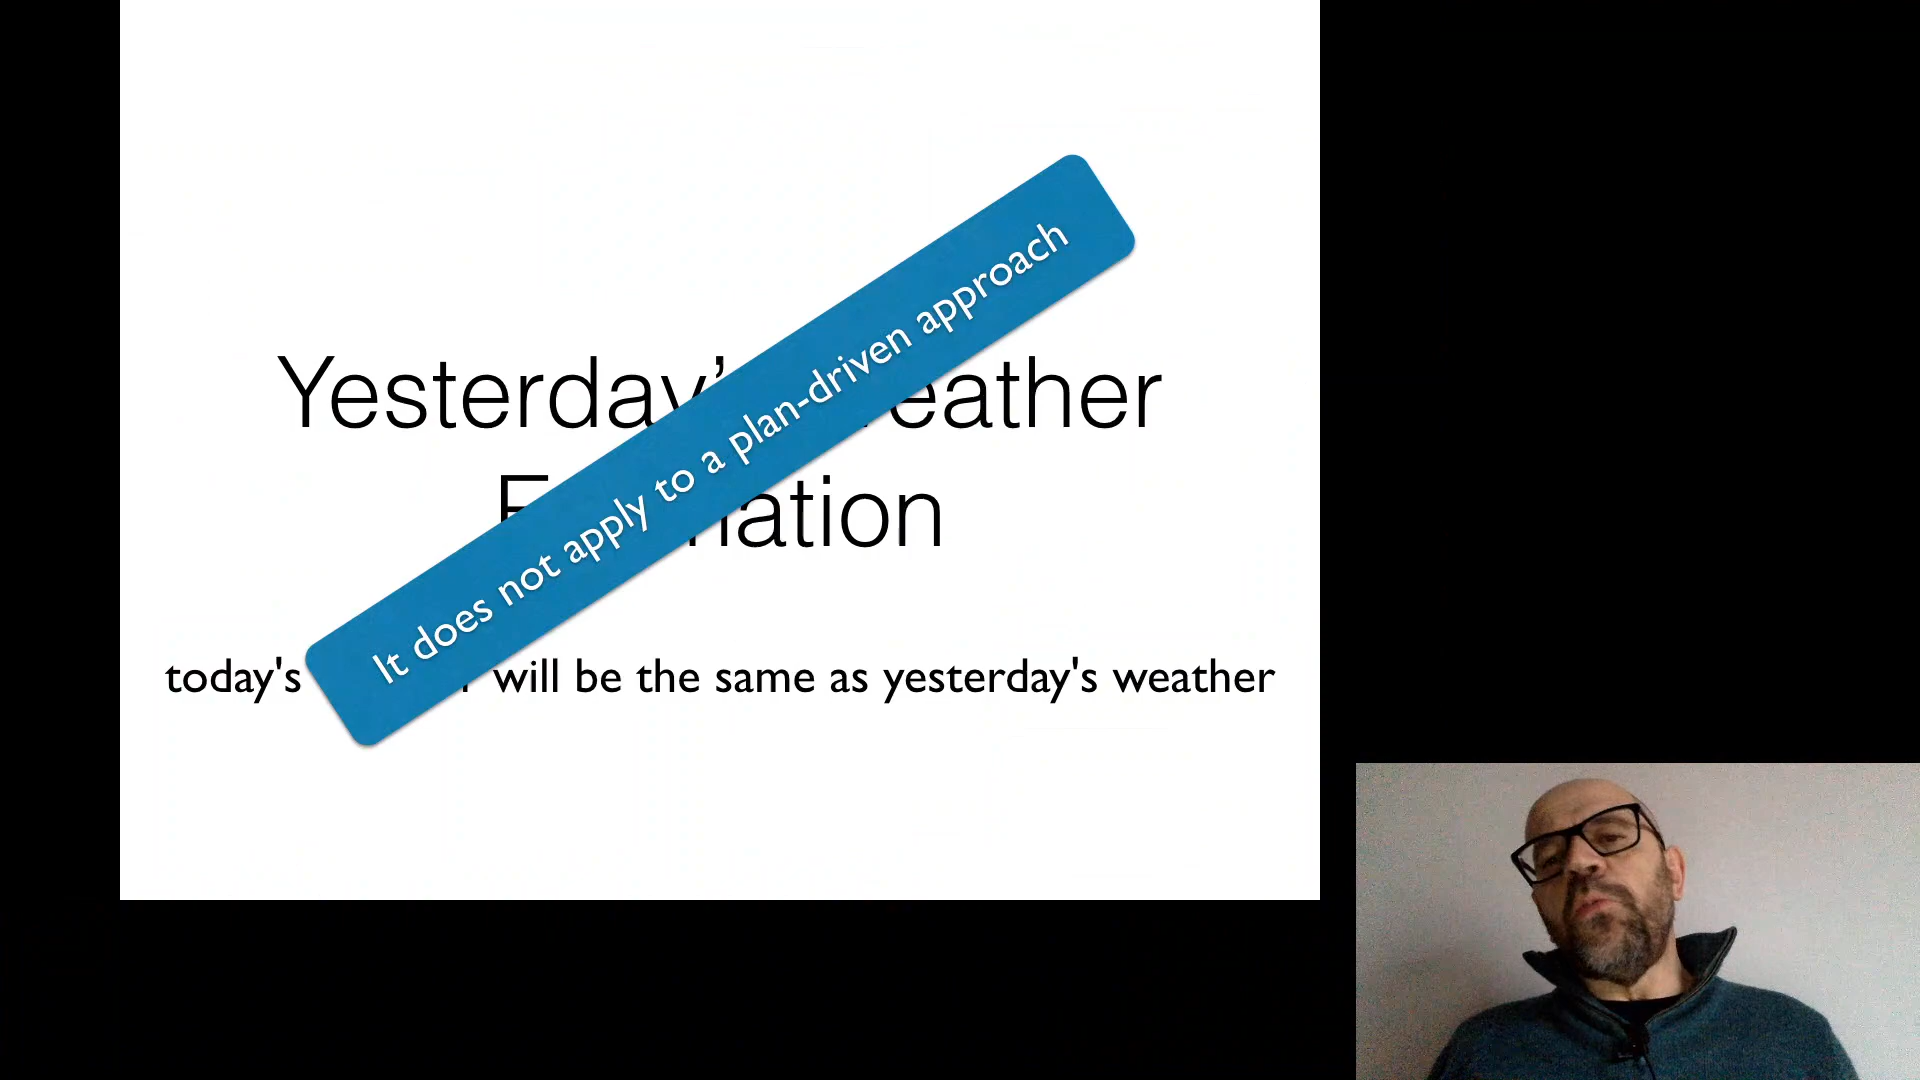 Yesterday’ eather
ation
It does not apply to a plan-driven approach
today's will be the same as yesterday's weather